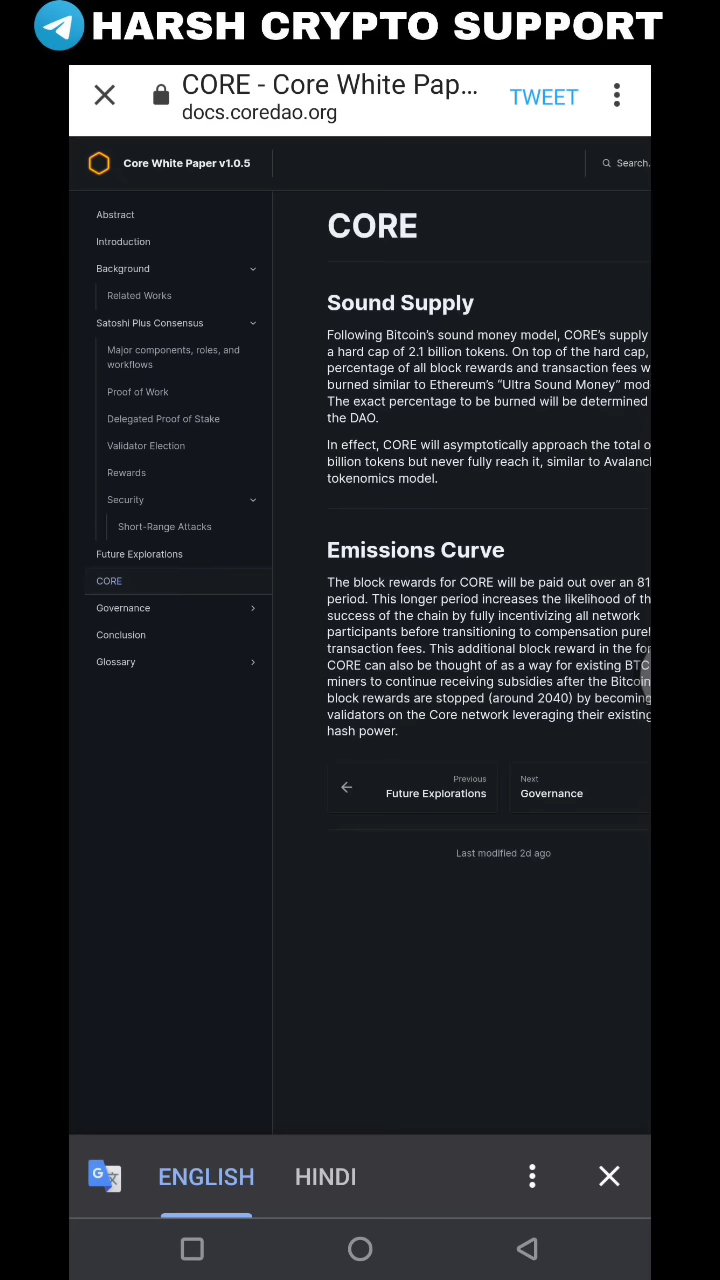 HARSH CRYPTO SUPPORT
CORE - Core White Pap...
docs.coredao.org
TWEET
Core White Paper v1.0.5
Search.
Abstract
Introduction
Background
Related Works
Satoshi Plus Consensus
Major components, roles, and
workflows
Proof of Work
Delegated Proof of Stake
Validator Election
Rewards
Security
Short-Range Attacks
Future Explorations
CORE
Governance
Conclusion
Glossary
CORE
Sound Supply
Following Bitcoin's sound money model, CORE's supply
a hard cap of 2.1 billion tokens. On top of the hard cap,
percentage of all block rewards and transaction fees w
burned similar to Ethereum's "Ultra Sound Money" mod
The exact percentage to be burned will be determined
the DAO.
In effect, CORE will asymptotically approach the total o
billion tokens but never fully reach it, similar to Avalanc
tokenomics model.
Emissions Curve
The block rewards for CORE will be paid out over an 81
period. This longer period increases the likelihood of th
success of the chain by fully incentivizing all network
participants before transitioning to compensation purel
transaction fees. This additional block reward in the for
CORE can also be thought of as a way for existing BTC
miners to continue receiving subsidies after the Bitcoin
block rewards are stopped (around 2040) by becoming
validators on the Core network leveraging their existing
hash power.
Previous
Future Explorations
Next
Governance
Last modified 2d ago
G 文
ENGLISH
HINDI